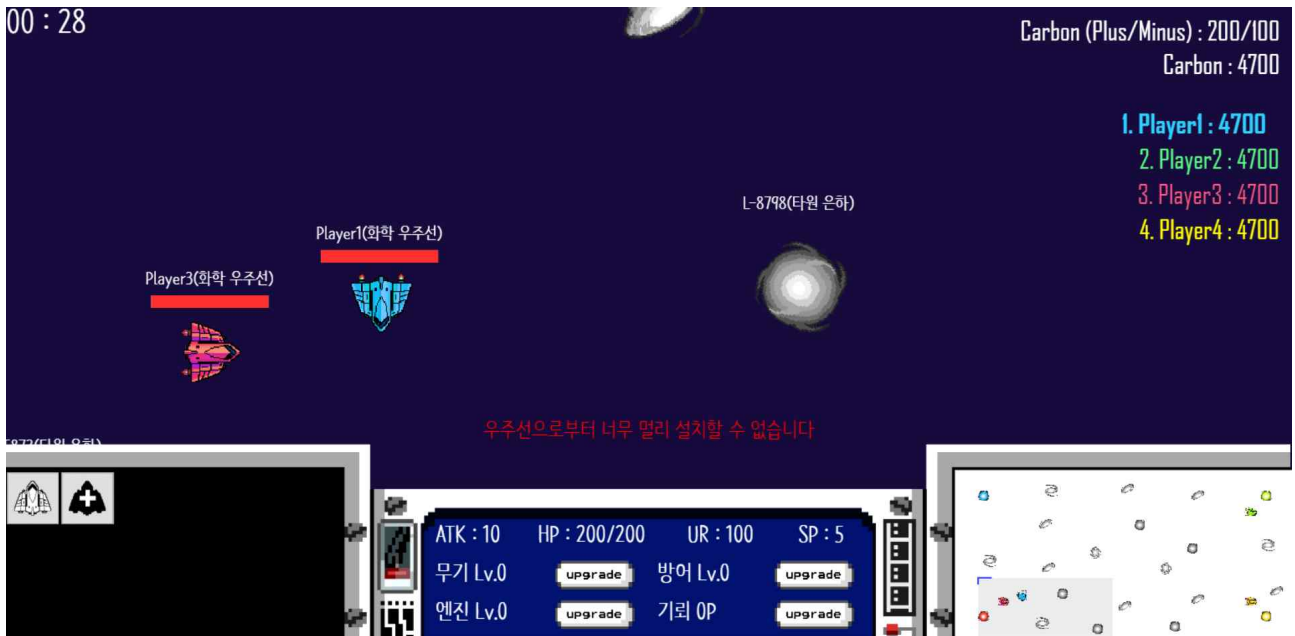 00 : 28
Carbon (Plus/Minus) : 200/100
Carbon : 4700
1. Player1 : 4700
2. Player2 : 4700
3. Player3 : 4700
4. Player4 : 4700
L-8798(타원 은하)
Player1(화학 우주선)
Player3(화학 우주선)
우주선으로부터 너무 멀리 설치할 수 없습니다
ATK : 10 HP : 200/200 UR : 100 SP : 5
무기 Lv.0 upgrade 방어 Lv.0 upgrade
엔진 Lv.0 upgrade 기뢰 0P upgrade